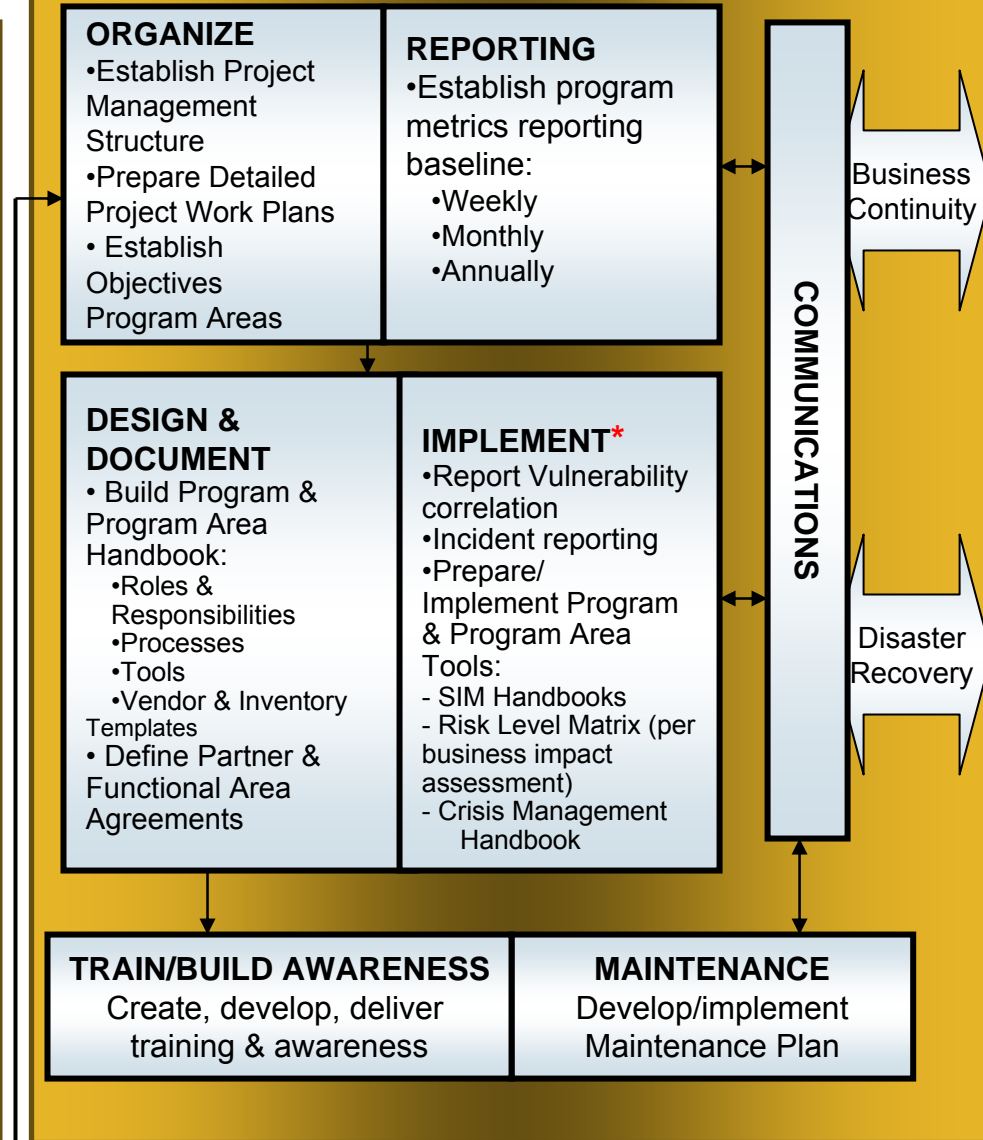 ORGANIZE
•Establish Project
Management
Structure
•Prepare Detailed
Project Work Plans
• Establish
Objectives
Program Areas
REPORTING
•Establish program
metrics reporting
baseline:
•Weekly
•Monthly
•Annually
COMMUNICATIONS
Business
Continuity
DESIGN &
DOCUMENT
• Build Program &
Program Area
Handbook:
•Roles &
Responsibilities
•Processes
•Tools
•Vendor & Inventory
Templates
• Define Partner &
Functional Area
Agreements
IMPLEMENT*
•Report Vulnerability
correlation
•Incident reporting
•Prepare/
Implement Program
& Program Area
Tools:
- SIM Handbooks
- Risk Level Matrix (per
business impact
assessment)
- Crisis Management
Handbook
Disaster
Recovery
TRAIN/BUILD AWARENESS
Create, develop, deliver
training & awareness
MAINTENANCE
Develop/implement
Maintenance Plan